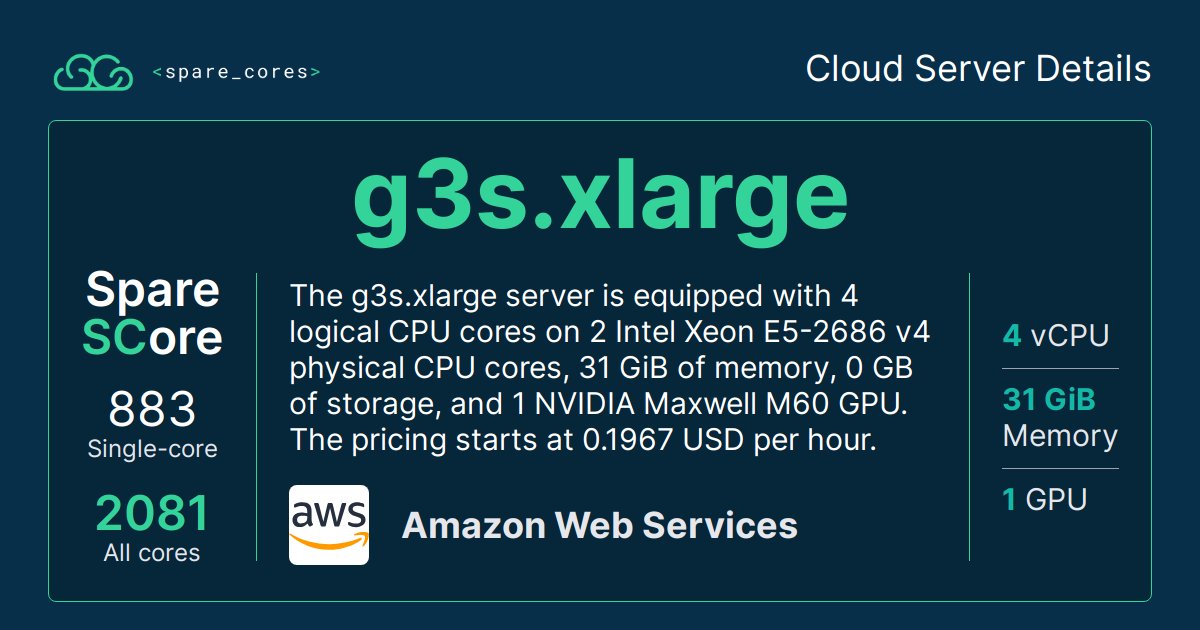 <spare_cores>
Cloud Server Details
g3s.xlarge
Spare
SCore
883
Single-core
2081
All cores
The g3s.xlarge server is equipped with 4
logical CPU cores on 2 Intel Xeon E5-2686 v4
physical CPU cores, 31 GiB of memory, 0 GB
of storage, and 1 NVIDIA Maxwell M60 GPU.
The pricing starts at 0.1967 USD per hour.
aws
Amazon Web Services
4 vCPU
31 GiB
Memory
1 GPU